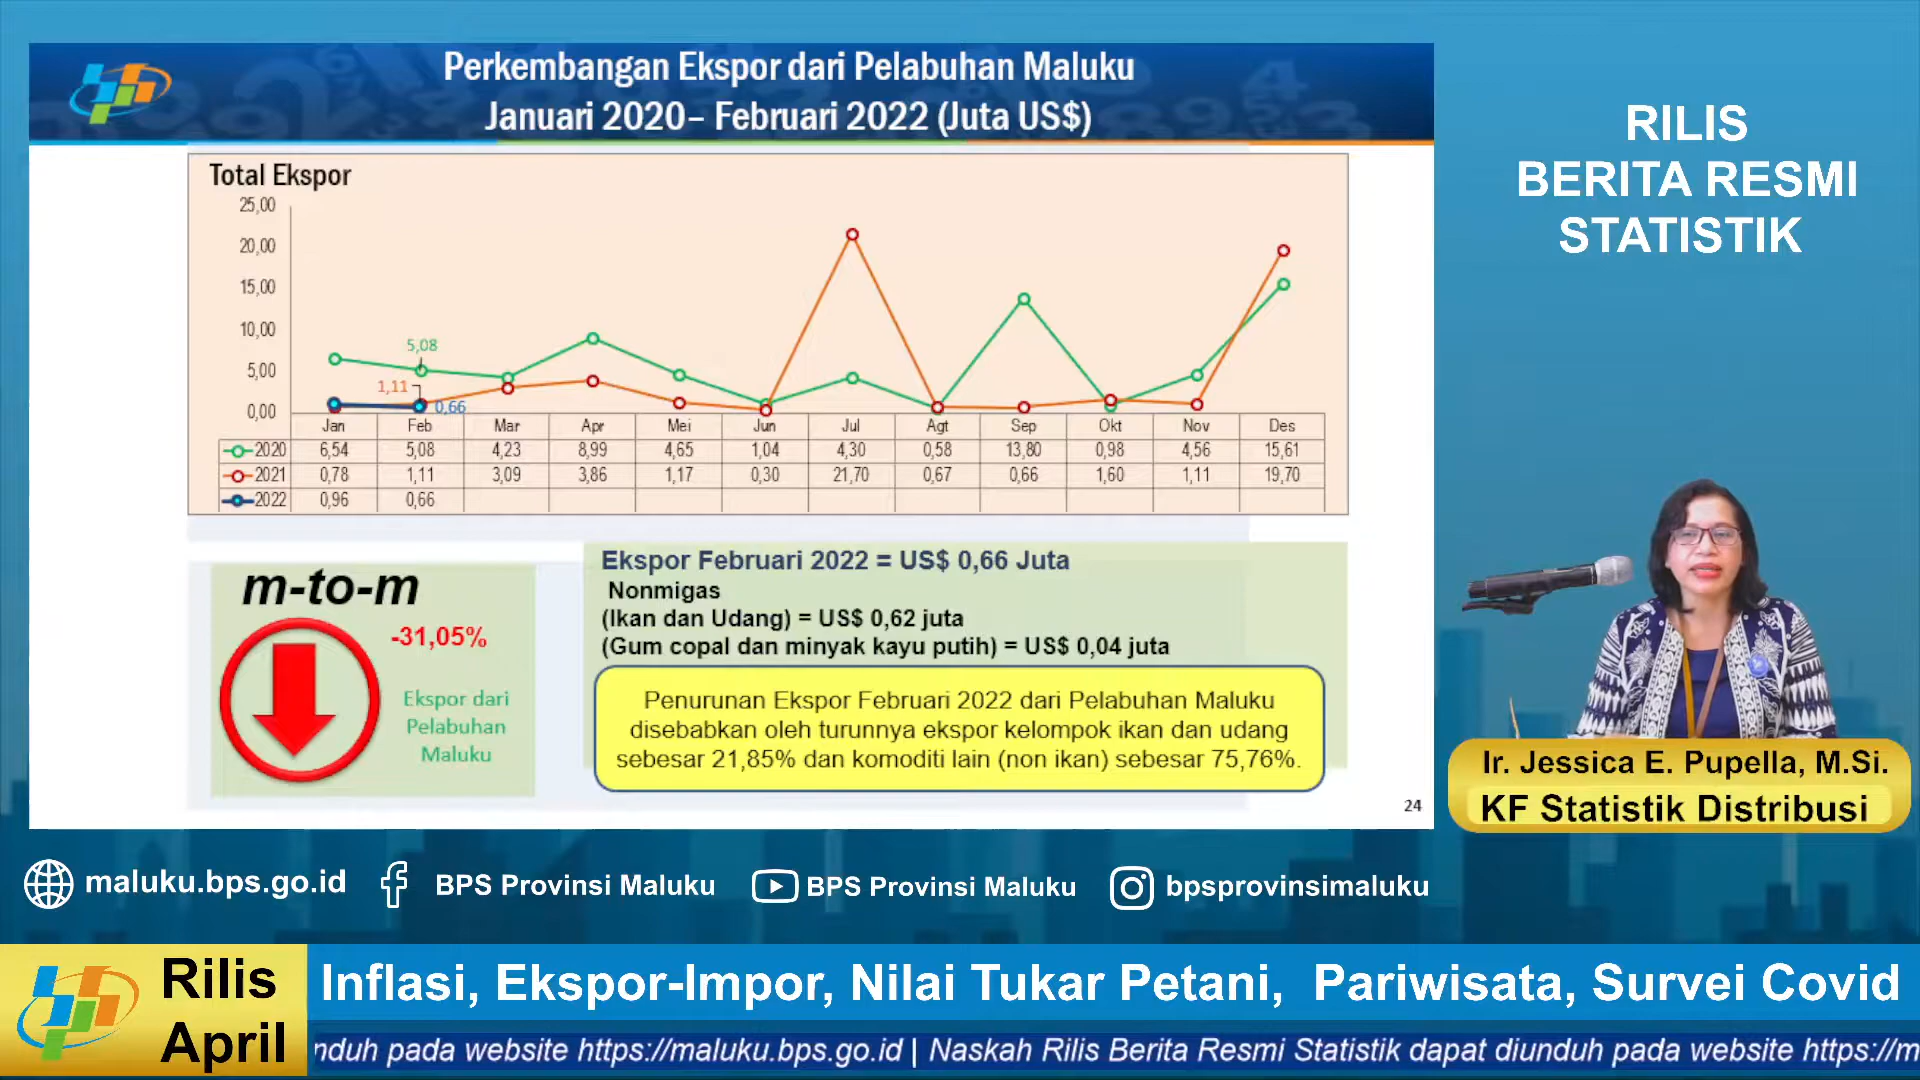 Perkembangan Ekspor dari Pelabuhan Maluku
Januari 2020– Februari 2022 (Juta US$)
Total Ekspor
25,00
20,00
15,00
10,00
5,00
0,00
5,08
1,11
0,66
Jan Feb Mar Apr Mei Jun Jul Agt Sep Okt Nov Des
2020 6,54 5,08 4,23 8,99 4,65 1,04 4,30 0,58 13,80 0,98 4,56 15,61
2021 0,78 1,11 3,09 3,86 1,17 0,30 21,70 0,67 0,66 1,60 1,11 19,70
2022 0,96 0,66
m-to-m
-31,05%
Ekspor dari
Pelabuhan
Maluku
Ekspor Februari 2022 = US$ 0,66 Juta
Nonmigas
(Ikan dan Udang) = US$ 0,62 juta
(Gum copal dan minyak kayu putih) = US$ 0,04 juta
Penurunan Ekspor Februari 2022 dari Pelabuhan Maluku
disebabkan oleh turunnya ekspor kelompok ikan dan udang
sebesar 21,85% dan komoditi lain (non ikan) sebesar 75,76%.
24
RILIS
BERITA RESMI
STATISTIK
Ir. Jessica E. Pupella, M.Si.
KF Statistik Distribusi
maluku.bps.go.id
BPS Provinsi Maluku
BPS Provinsi Maluku
bpsprovinsimaluku
Rilis
April
Inflasi, Ekspor-Impor, Nilai Tukar Petani, Pariwisata, Survei Covid
nduh pada website https://maluku.bps.go.id | Naskah Rilis Berita Resmi Statistik dapat diunduh pada website https://m